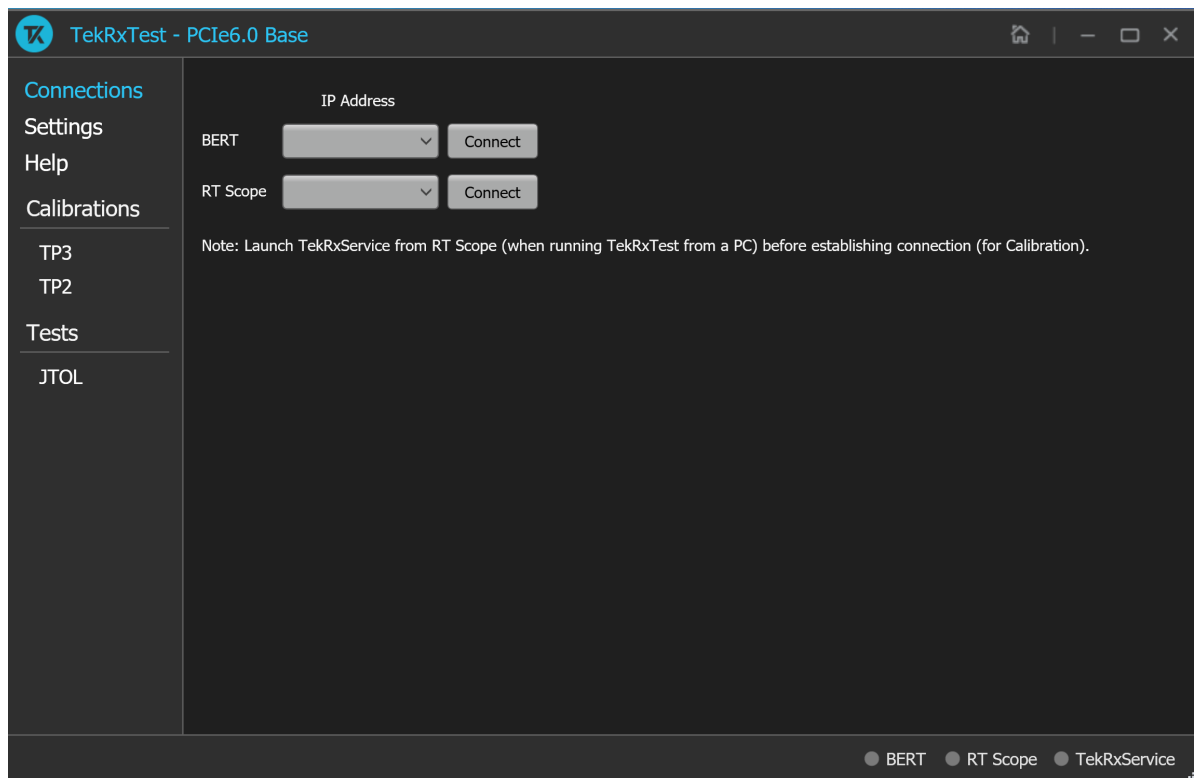 TekRxTest - PCIe6.0 Base
Connections
Settings
Help
Calibrations
TP3
TP2
Tests
JTOL
IP Address
BERT Connect
RT Scope Connect
Note: Launch TekRxService from RT Scope (when running TekRxTest from a PC) before establishing connection (for Calibration).
BERT RT Scope TekRxService